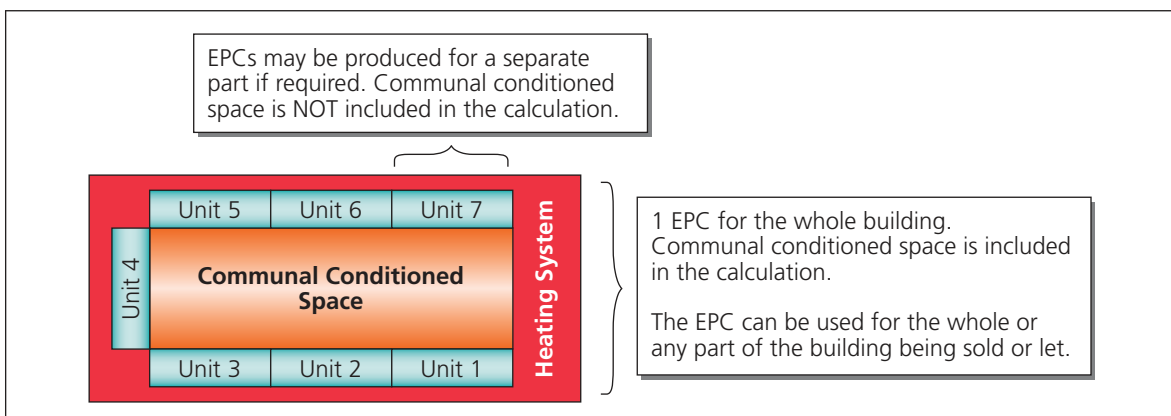 EPCs may be produced for a separate
part if required. Communal conditioned
space is NOT included in the calculation.
Unit 5
Unit 6
Unit 7
Unit 4
Communal Conditioned
Space
Heating System
Unit 3
Unit 2
Unit 1
1 EPC for the whole building.
Communal conditioned space is included
in the calculation.
The EPC can be used for the whole or
any part of the building being sold or let.